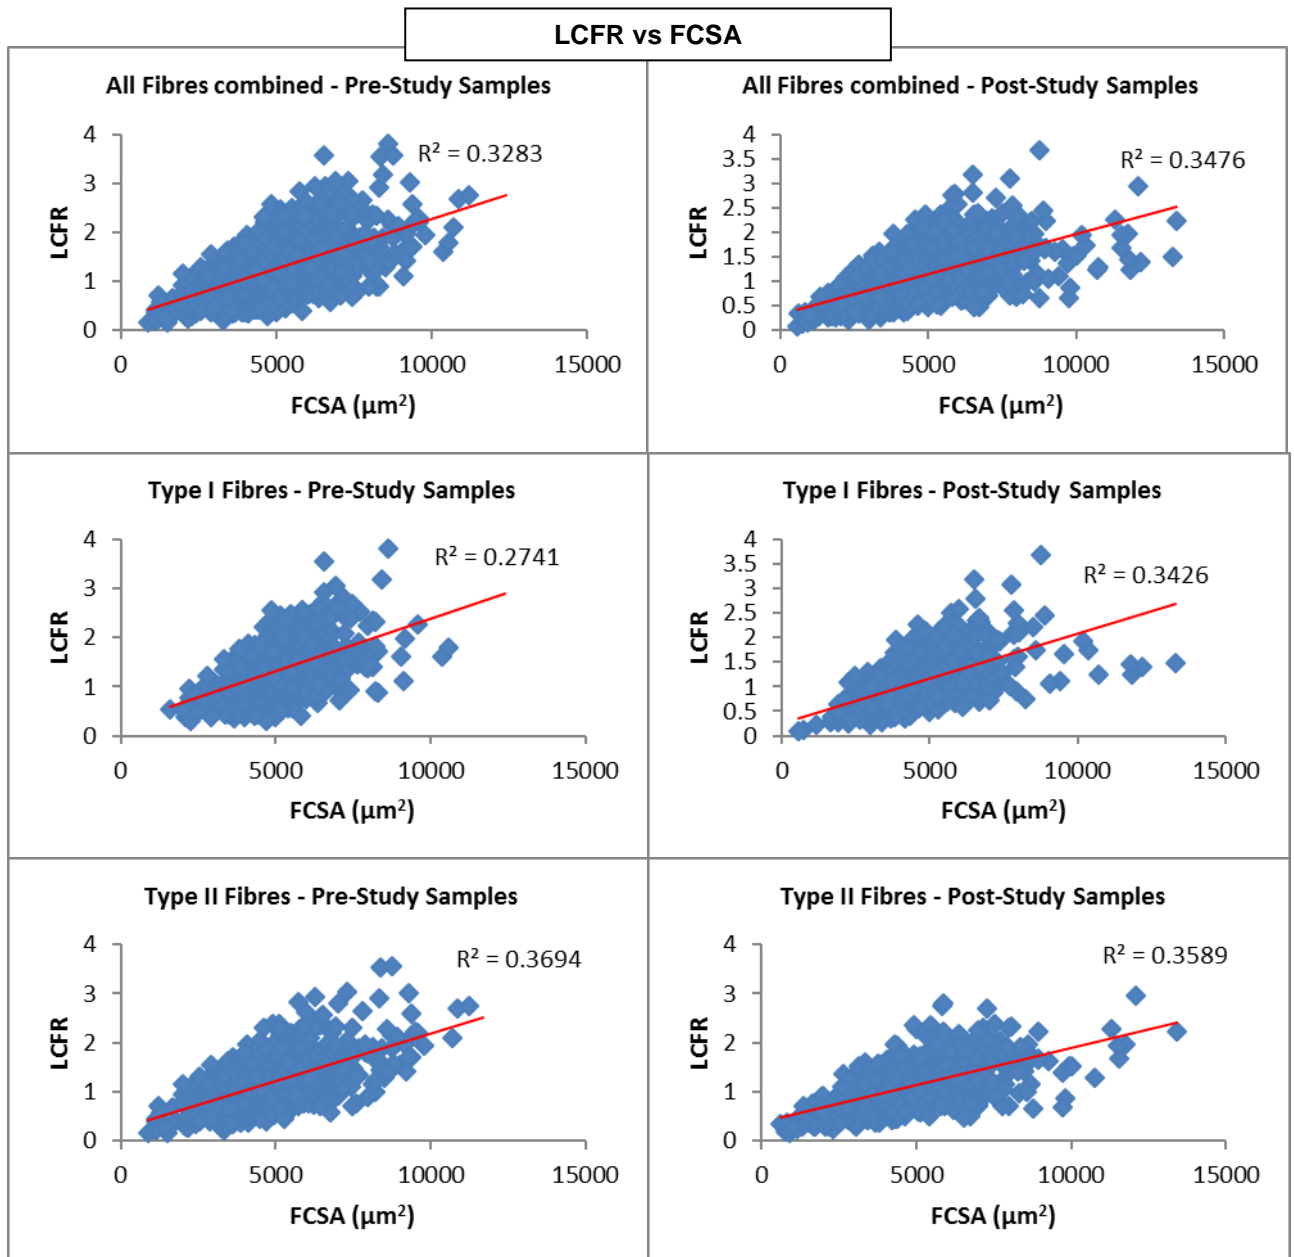 LCFR vs FCSA
All Fibres combined - Pre-Study Samples
R² = 0.3283
LCFR
4
3
2
1
0
0 5000 10000 15000
FCSA (µm²)
All Fibres combined - Post-Study Samples
R² = 0.3476
LCFR
4
3.5
3
2.5
2
1.5
1
0.5
0
0 5000 10000 15000
FCSA (µm²)
Type I Fibres - Pre-Study Samples
R² = 0.2741
LCFR
4
3
2
1
0
0 5000 10000 15000
FCSA (µm²)
Type I Fibres - Post-Study Samples
R² = 0.3426
LCFR
4
3.5
3
2.5
2
1.5
1
0.5
0
0 5000 10000 15000
FCSA (µm²)
Type II Fibres - Pre-Study Samples
R² = 0.3694
LCFR
4
3
2
1
0
0 5000 10000 15000
FCSA (µm²)
Type II Fibres - Post-Study Samples
R² = 0.3589
LCFR
4
3
2
1
0
0 5000 10000 15000
FCSA (µm²)